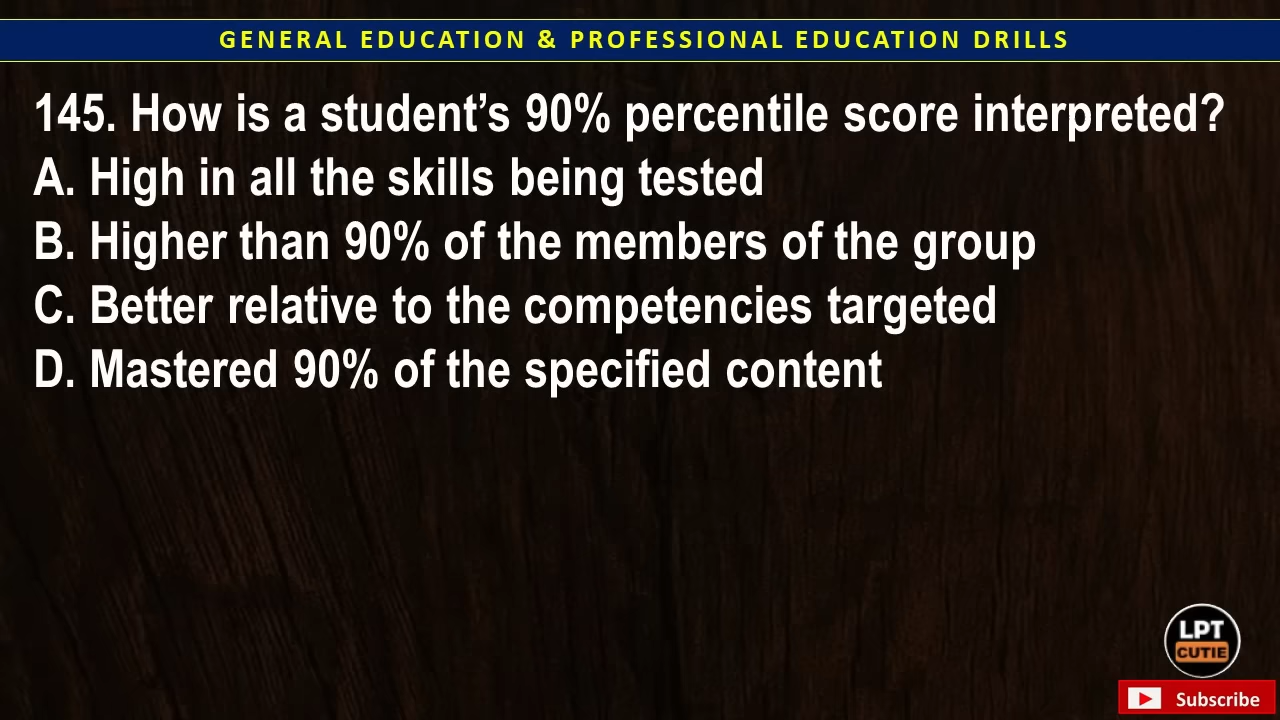 GENERAL EDUCATION & PROFESSIONAL EDUCATION DRILLS
145. How is a student’s 90% percentile score interpreted?
A. High in all the skills being tested
B. Higher than 90% of the members of the group
C. Better relative to the competencies targeted
D. Mastered 90% of the specified content
LPT
CUTIE
Subscribe